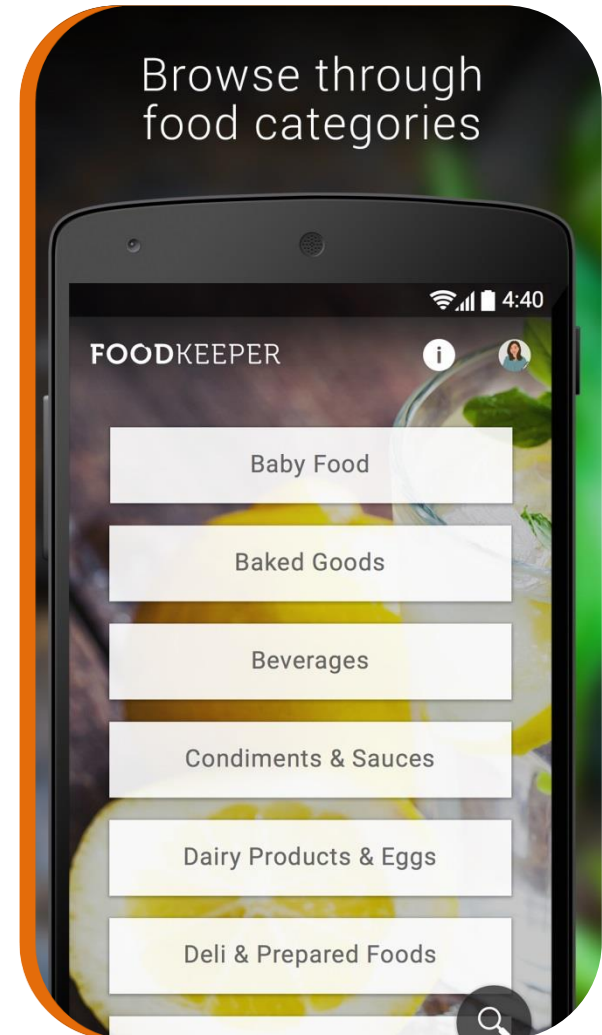 Browse through
food categories
4:40
FOODKEEPER
i
Baby Food
Baked Goods
Beverages
Condiments & Sauces
Dairy Products & Eggs
Deli & Prepared Foods